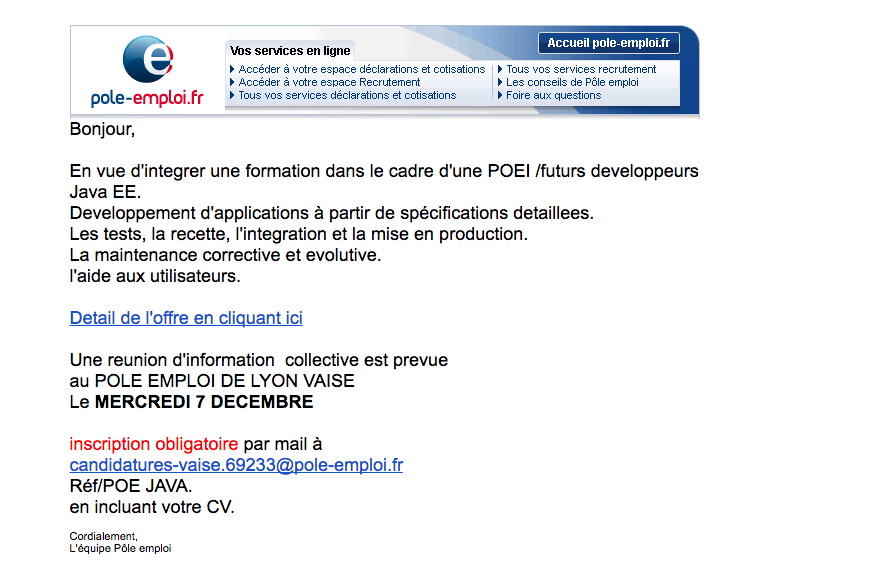 Vos services en ligne
Accueil pole-emploi.fr
Accéder à votre espace déclarations et cotisations
Accéder à votre espace Recrutement
Tous vos services déclarations et cotisations
Tous vos services recrutement
Les conseils de Pôle emploi
Foire aux questions
e
pole-emploi.fr
Bonjour,
En vue d'integrer une formation dans le cadre d'une POEI /futurs developpeurs
Java EE.
Developpement d'applications à partir de spécifications detaillees.
Les tests, la recette, l'integration et la mise en production.
La maintenance corrective et evolutive.
l'aide aux utilisateurs.
Detail de l'offre en cliquant ici
Une reunion d'information  collective est prevue
au POLE EMPLOI DE LYON VAISE
Le MERCREDI 7 DECEMBRE
inscription obligatoire par mail à
candidatures-vaise.69233@pole-emploi.fr
Réf/POE JAVA.
en incluant votre CV.
Cordialement,
L'équipe Pôle emploi